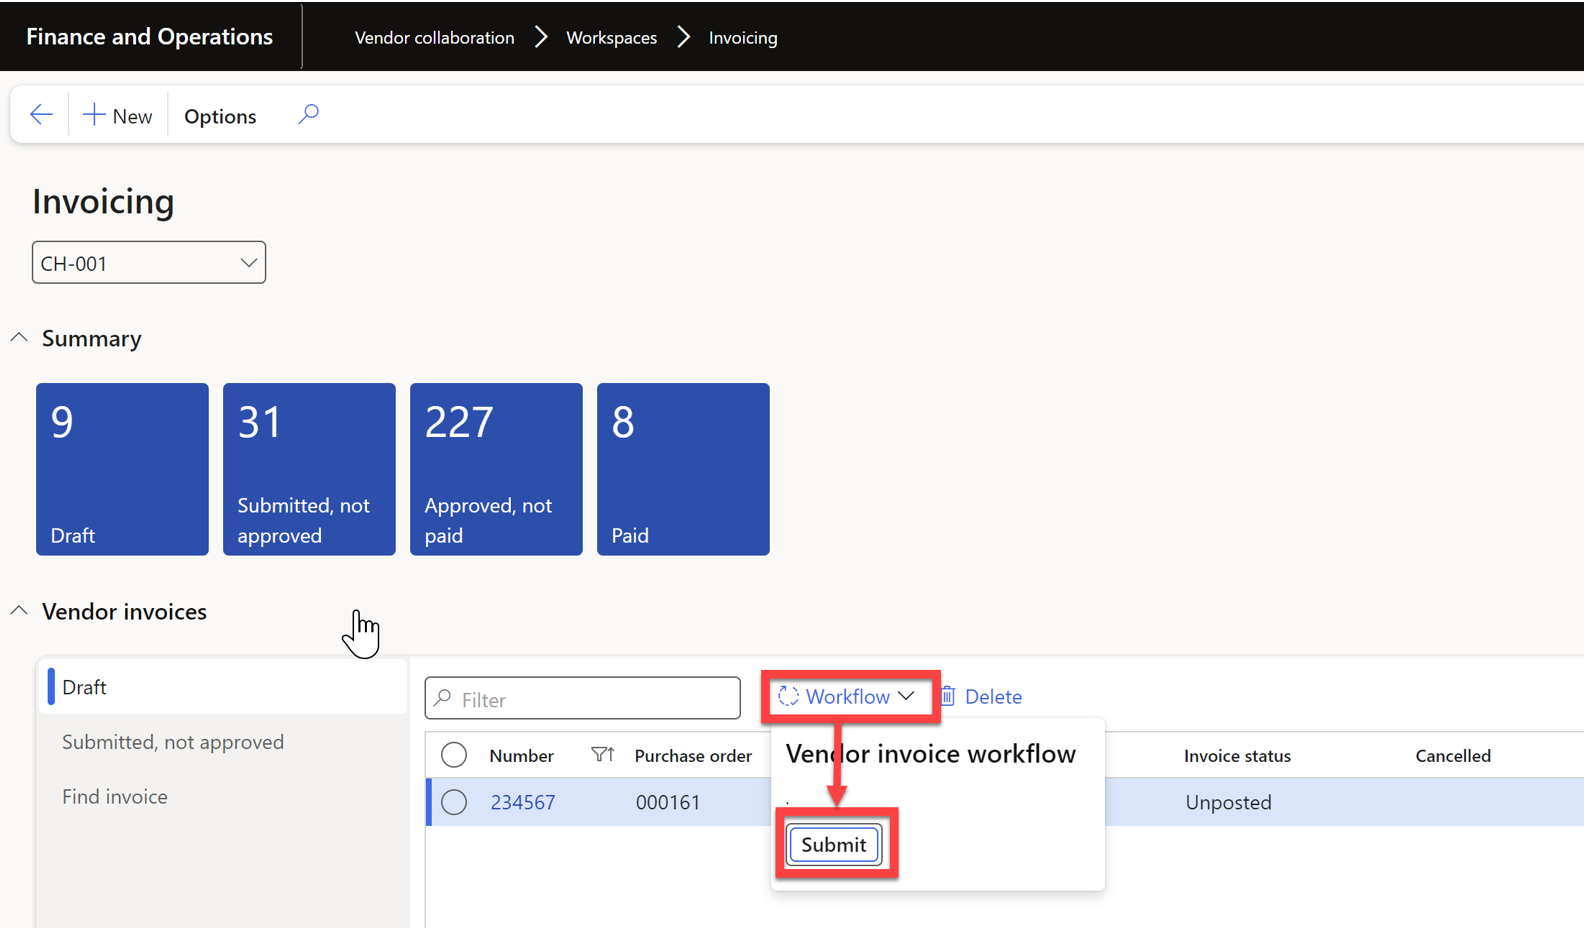 Finance and Operations
Vendor collaboration > Workspaces > Invoicing
New Options
Invoicing
CH-001
Summary
9
Draft
31
Submitted, not
approved
227
Approved, not
paid
8
Paid
Vendor invoices
Draft
Submitted, not approved
Find invoice
Filter
Workflow
Delete
Number Purchase order Invoice status Cancelled
234567 000161 Unposted
Vendor invoice workflow
.
Submit